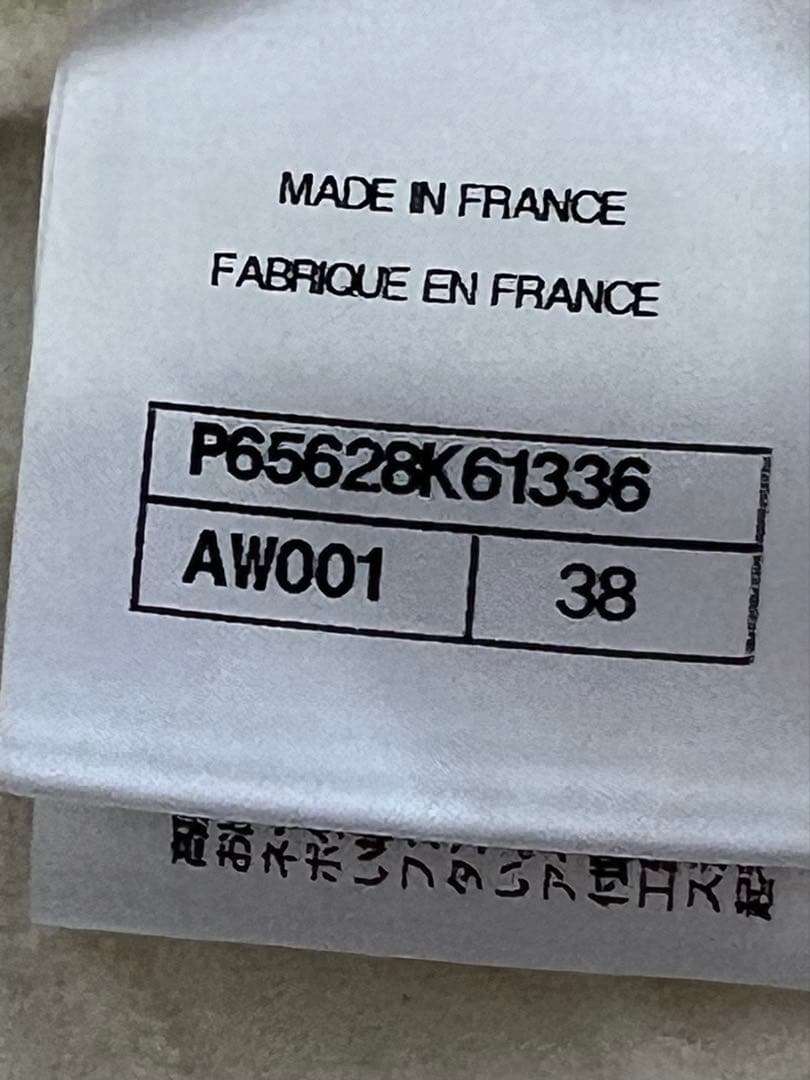 MADE IN FRANCE
FABRIQUE EN FRANCE
P65628K61336
AW001 38